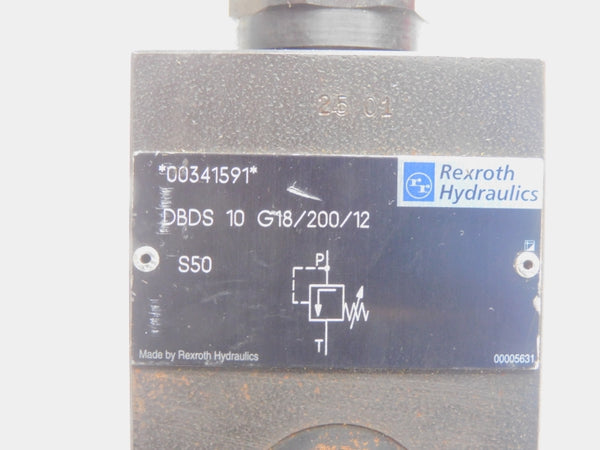 25 01
*00341591*
Rexroth
Hydraulics
DBDS 10 G18/200/12
S50
P
T
Made by Rexroth Hydraulics
00005631